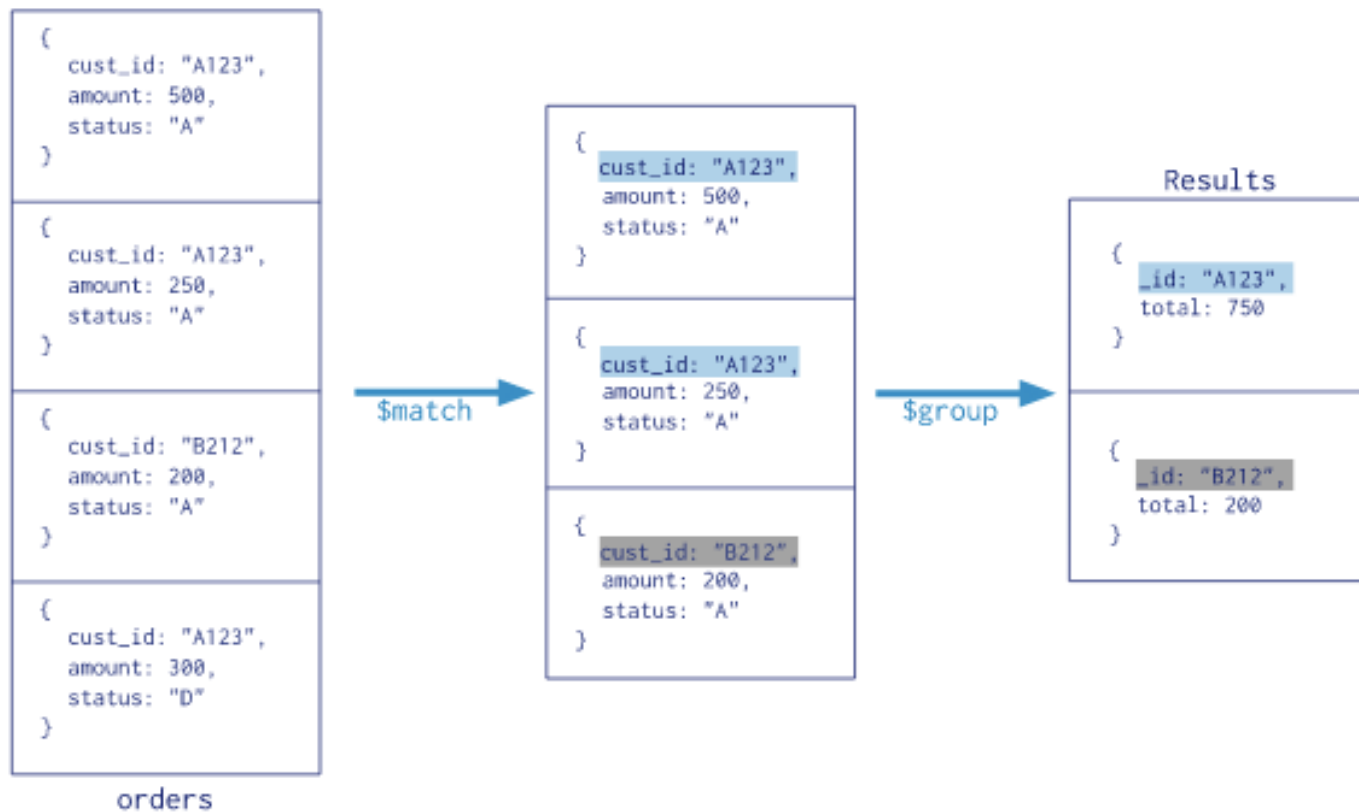 {
cust_id: "A123",
amount: 500,
status: "A"
}
{
cust_id: "A123",
amount: 250,
status: "A"
}
{
cust_id: "B212",
amount: 200,
status: "A"
}
{
cust_id: "A123",
amount: 300,
status: "D"
}
orders
$match
{
cust_id: "A123",
amount: 500,
status: "A"
}
{
cust_id: "A123",
amount: 250,
status: "A"
}
{
cust_id: "B212",
amount: 200,
status: "A"
}
$group
Results
{
_id: "A123",
total: 750
}
{
_id: "B212",
total: 200
}